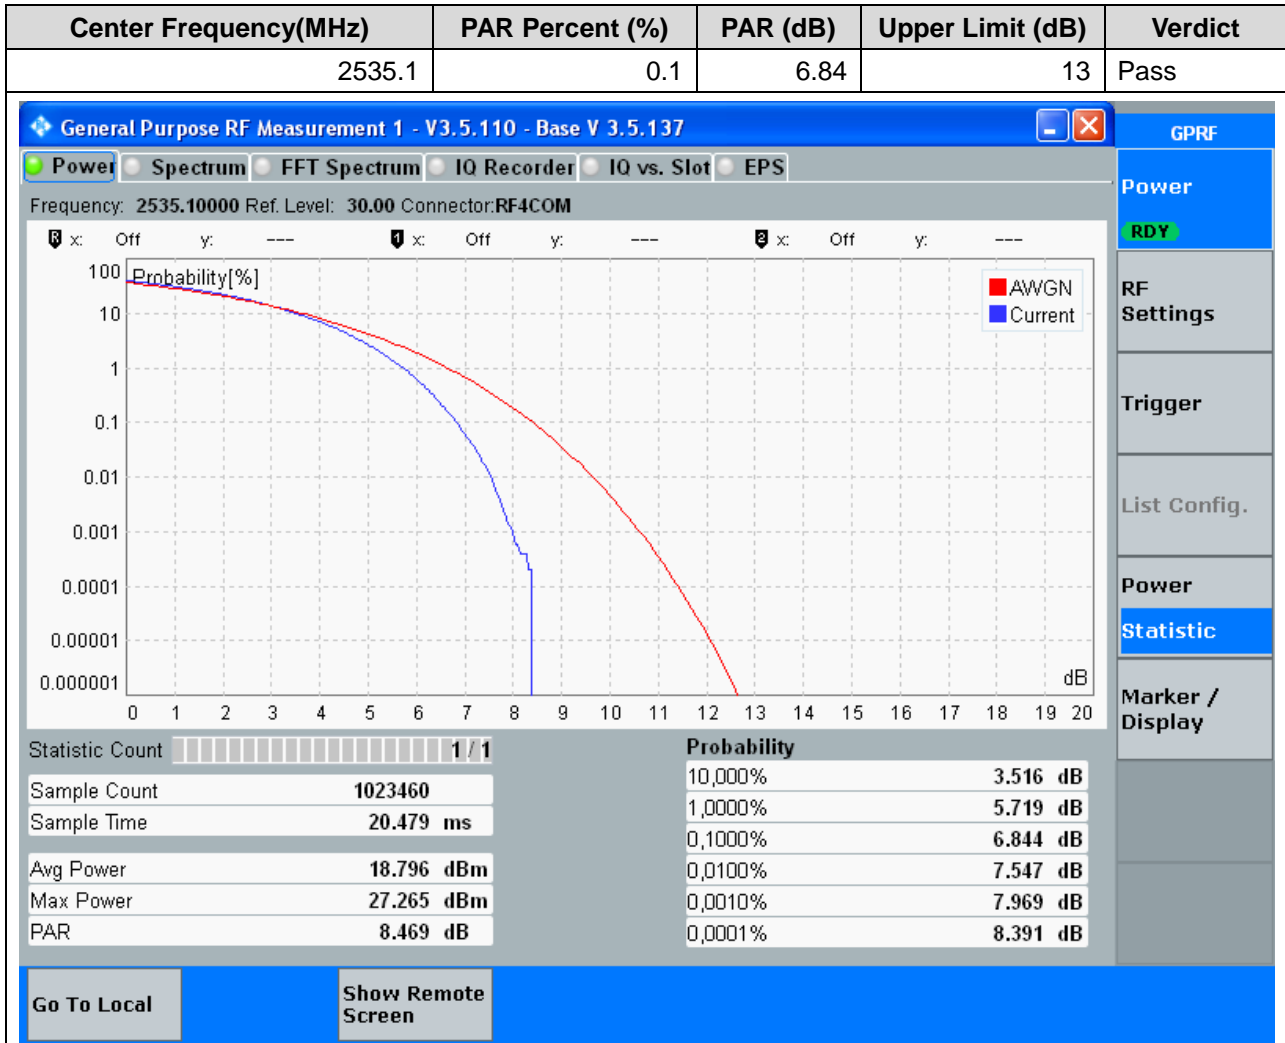 Center Frequency(MHz) PAR Percent (%) PAR (dB) Upper Limit (dB) Verdict
2535.1 0.1 6.84 13 Pass
General Purpose RF Measurement 1 - V3.5.110 - Base V 3.5.137
GPRF
Power Spectrum FFT Spectrum IQ Recorder IQ vs. Slot EPS
Frequency: 2535.10000 Ref. Level: 30.00 Connector:RF4COM
R x: Off y: --- 1 x: Off y: --- 2 x: Off y: ---
Probability[%]
100
10
1
0.1
0.01
0.001
0.0001
0.00001
0.000001
AWGN
Current
dB
0 1 2 3 4 5 6 7 8 9 10 11 12 13 14 15 16 17 18 19 20
Statistic Count 1 / 1
Sample Count 1023460
Sample Time 20.479 ms
Avg Power 18.796 dBm
Max Power 27.265 dBm
PAR 8.469 dB
Probability
10,000% 3.516 dB
1,0000% 5.719 dB
0,1000% 6.844 dB
0,0100% 7.547 dB
0,0010% 7.969 dB
0,0001% 8.391 dB
Power
RDY
RF
Settings
Trigger
List Config.
Power
Statistic
Marker /
Display
Go To Local
Show Remote
Screen